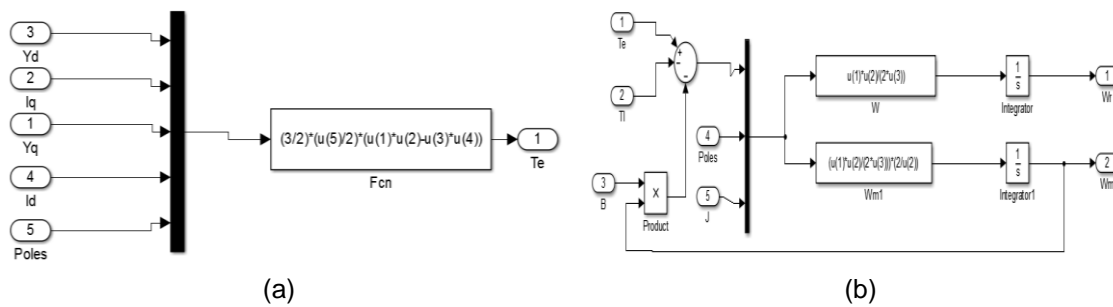 3
Yd
2
Iq
1
Yq
4
Id
5
Poles
(3/2)*(u(5)/2)*(u(1)*u(2)-u(3)*u(4))
Fcn
1
Te
(a)
1
Te
+
−
−
2
Tl
3
B
×
Product
4
Poles
5
J
u(1)*u(2)/(2*u(3))
W
(u(1)*u(2)/(2*u(3)))*(2/u(2))
Wm1
1
s
Integrator
1
s
Integrator1
1
Wr
2
Wm
(b)